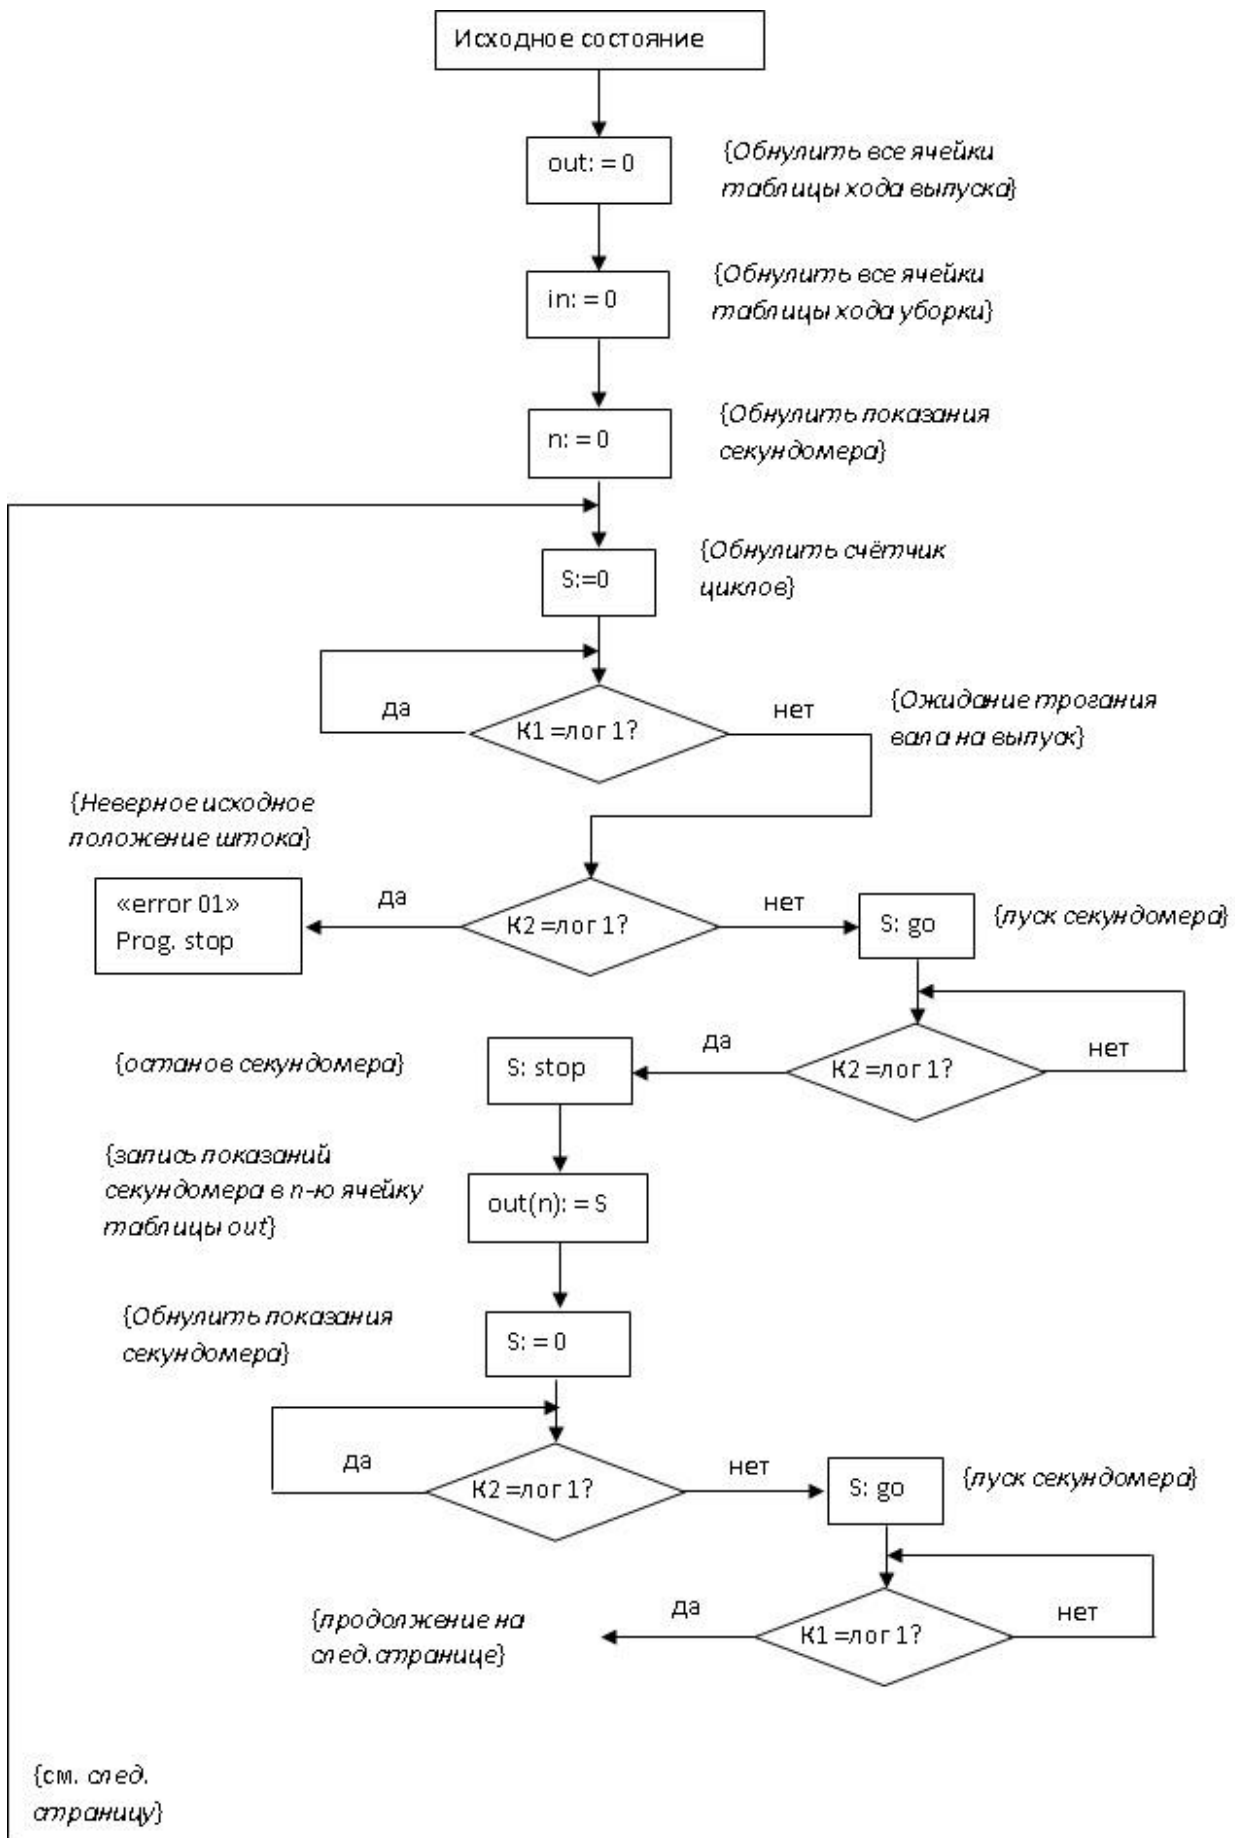 Исходное состояние
out: = 0
{Обнулить все ячейки
таблицы хода выпуска}
in: = 0
{Обнулить все ячейки
таблицы хода уборки}
n: = 0
{Обнулить показания
секундомера}
S:=0
{Обнулить счётчик
циклов}
да
К1 =лог 1?
нет
{Ожидание трогания
вала на выпуск}
{Неверное исходное
положение штока}
«error 01»
Prog. stop
да
К2 =лог 1?
нет
S: go
{пуск секундомера}
{останов секундомера}
S: stop
да
К2 =лог 1?
нет
{запись показаний
секундомера в n-ю ячейку
таблицы out}
out(n): = S
{Обнулить показания
секундомера}
S: = 0
да
К2 =лог 1?
нет
S: go
{пуск секундомера}
{продолжение на
след. странице}
да
К1 =лог 1?
нет
{см. след.
страницу}